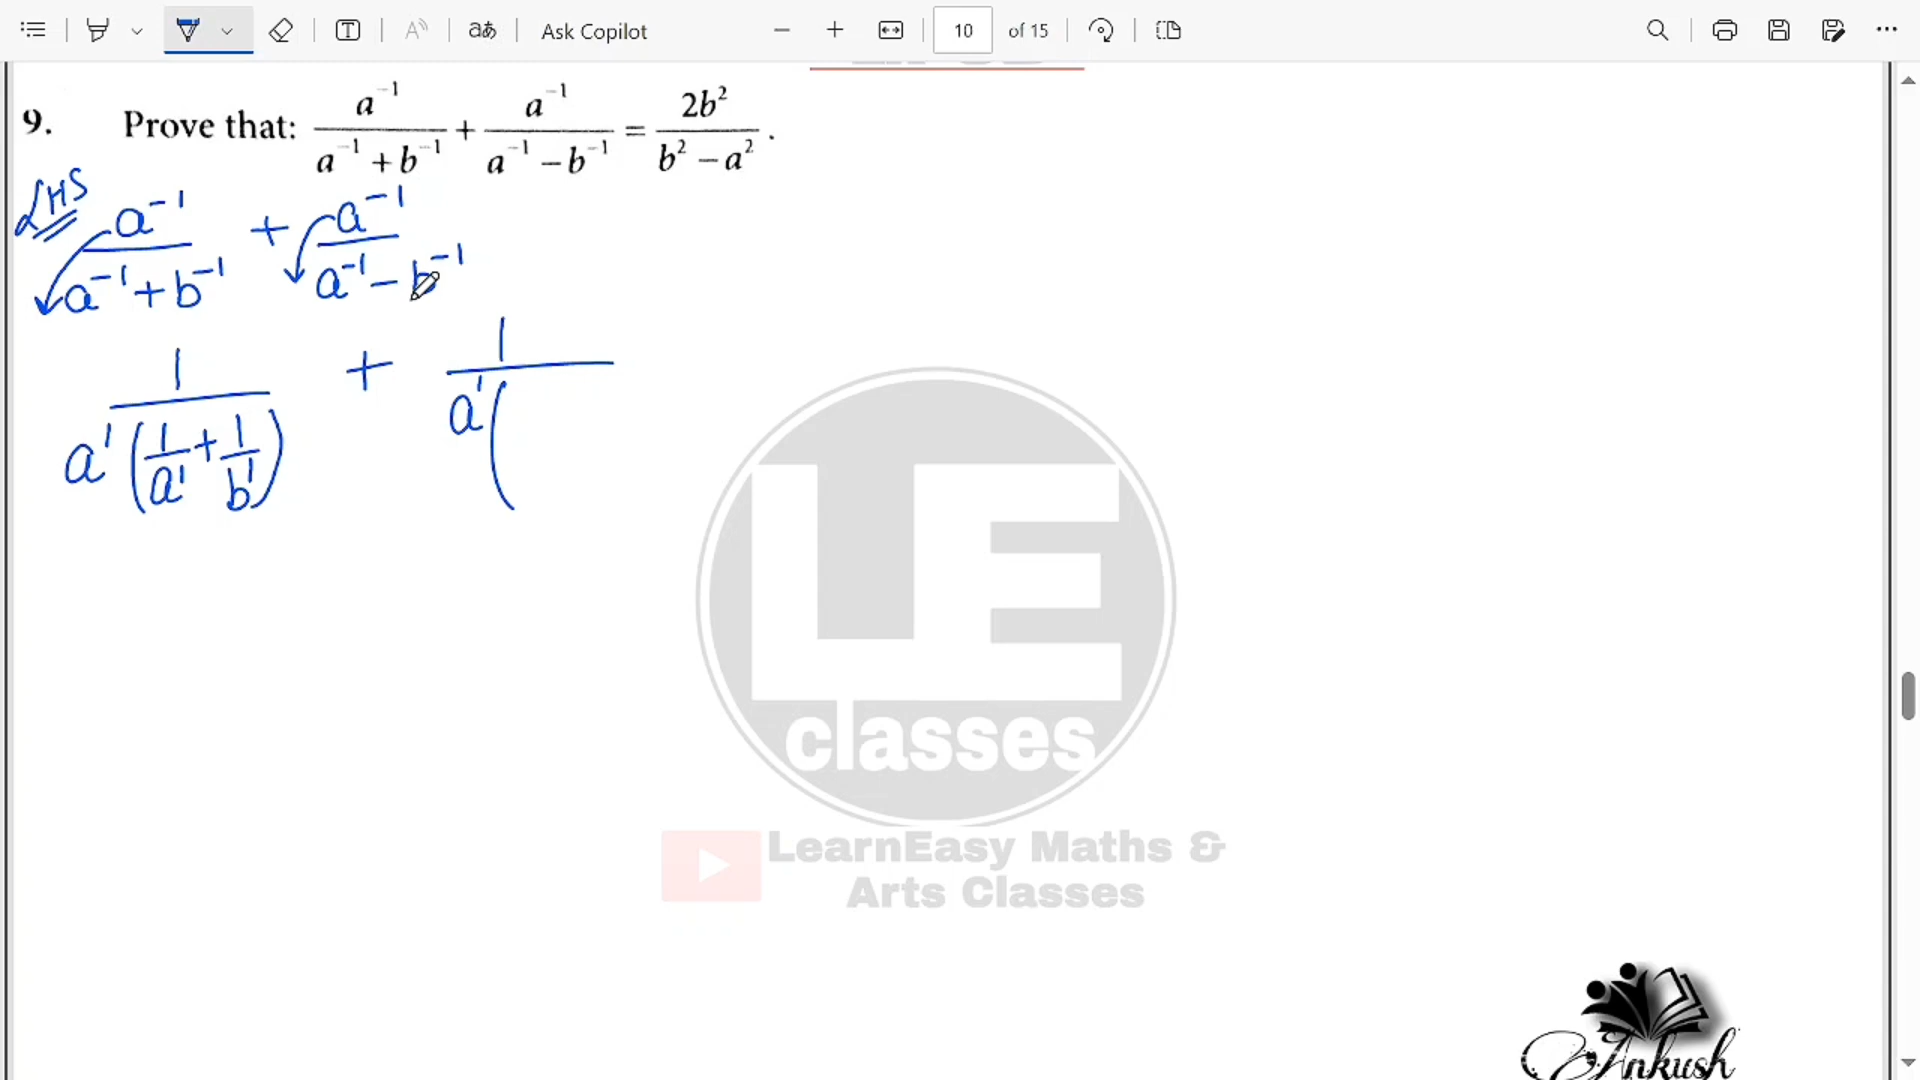 Ask Copilot
10 of 15
9. Prove that: a⁻¹/(a⁻¹ + b⁻¹) + a⁻¹/(a⁻¹ − b⁻¹) = 2b²/(b² − a²).
LHS
a⁻¹/(a⁻¹ + b⁻¹) + a⁻¹/(a⁻¹ − b⁻¹)
1/(a¹(1/a¹ + 1/b¹)) + 1/(a¹(
LE
classes
LearnEasy Maths &
Arts Classes
Ankush